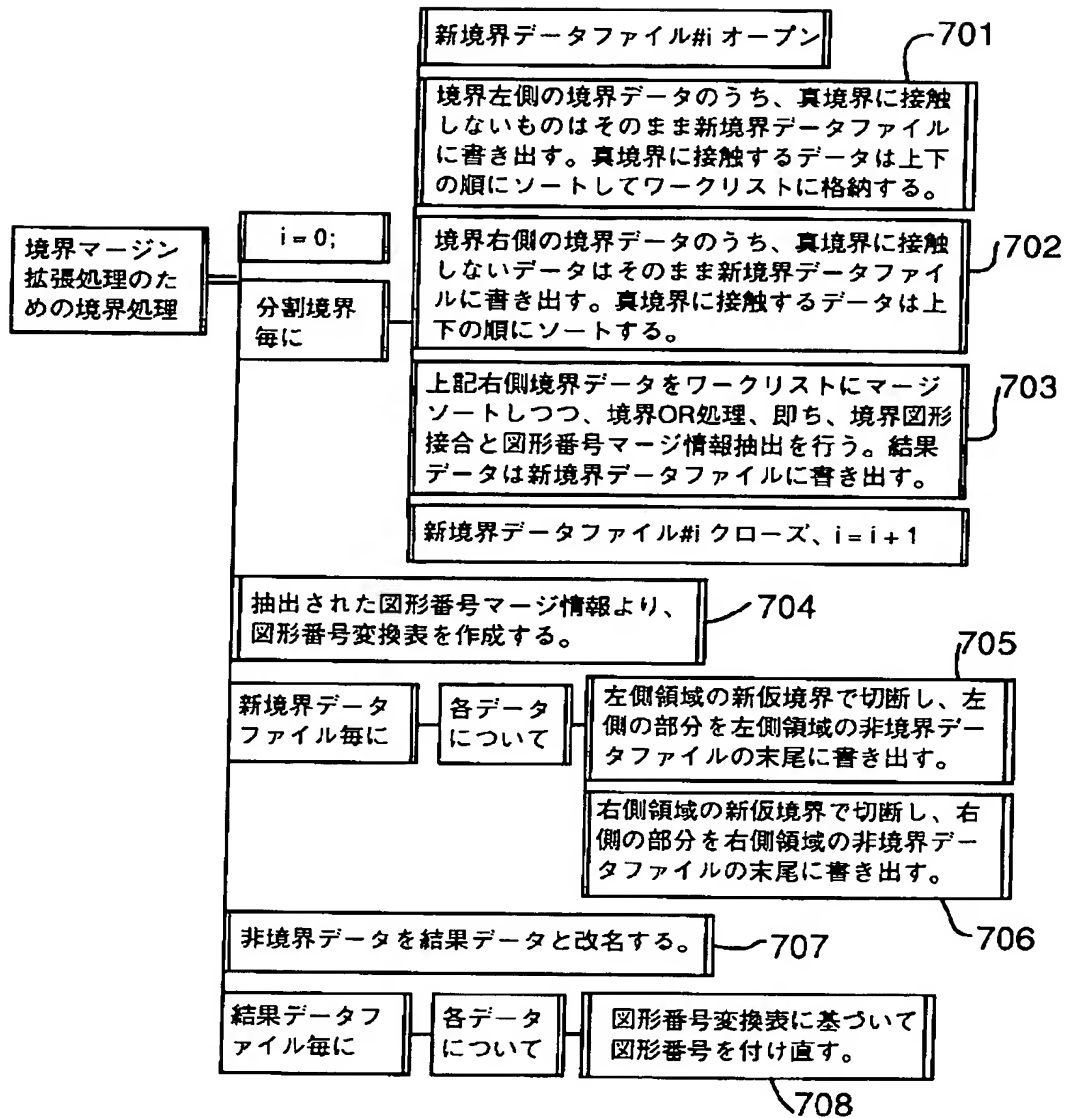 境界マージン
拡張処理のた
めの境界処理
i = 0;
分割境界
毎に
新境界データファイル#i オープン
701
境界左側の境界データのうち、真境界に接触
しないものはそのまま新境界データファイル
に書き出す。真境界に接触するデータは上下
の順にソートしてワークリストに格納する。
702
境界右側の境界データのうち、真境界に接触
しないデータはそのまま新境界データファイ
ルに書き出す。真境界に接触するデータは上
下の順にソートする。
703
上記右側境界データをワークリストにマージ
ソートしつつ、境界OR処理、即ち、境界図形
接合と図形番号マージ情報抽出を行う。結果
データは新境界データファイルに書き出す。
新境界データファイル#i クローズ、i = i + 1
抽出された図形番号マージ情報より、
図形番号変換表を作成する。
704
新境界データ
ファイル毎に
各データ
について
705
左側領域の新仮境界で切断し、左
側の部分を左側領域の非境界デー
タファイルの末尾に書き出す。
右側領域の新仮境界で切断し、右
側の部分を右側領域の非境界デー
タファイルの末尾に書き出す。
706
非境界データを結果データと改名する。
707
結果データフ
ァイル毎に
各データ
について
図形番号変換表に基づいて
図形番号を付け直す。
708